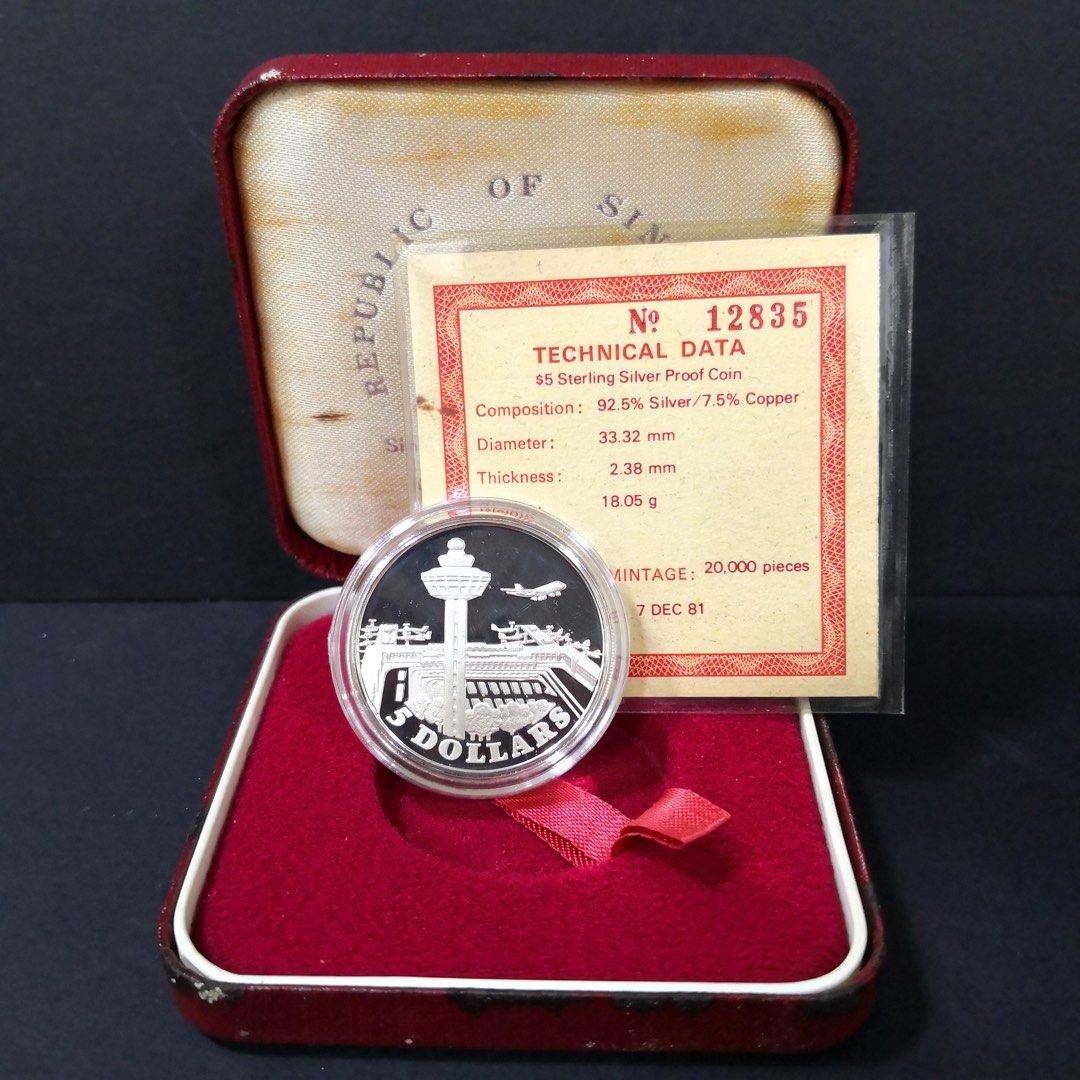 REPUBLIC OF SIN
Nº 12835
TECHNICAL DATA
$5 Sterling Silver Proof Coin
Composition: 92.5% Silver/7.5% Copper
Diameter: 33.32 mm
Thickness: 2.38 mm
18.05 g
MINTAGE: 20,000 pieces
7 DEC 81
5 DOLLARS